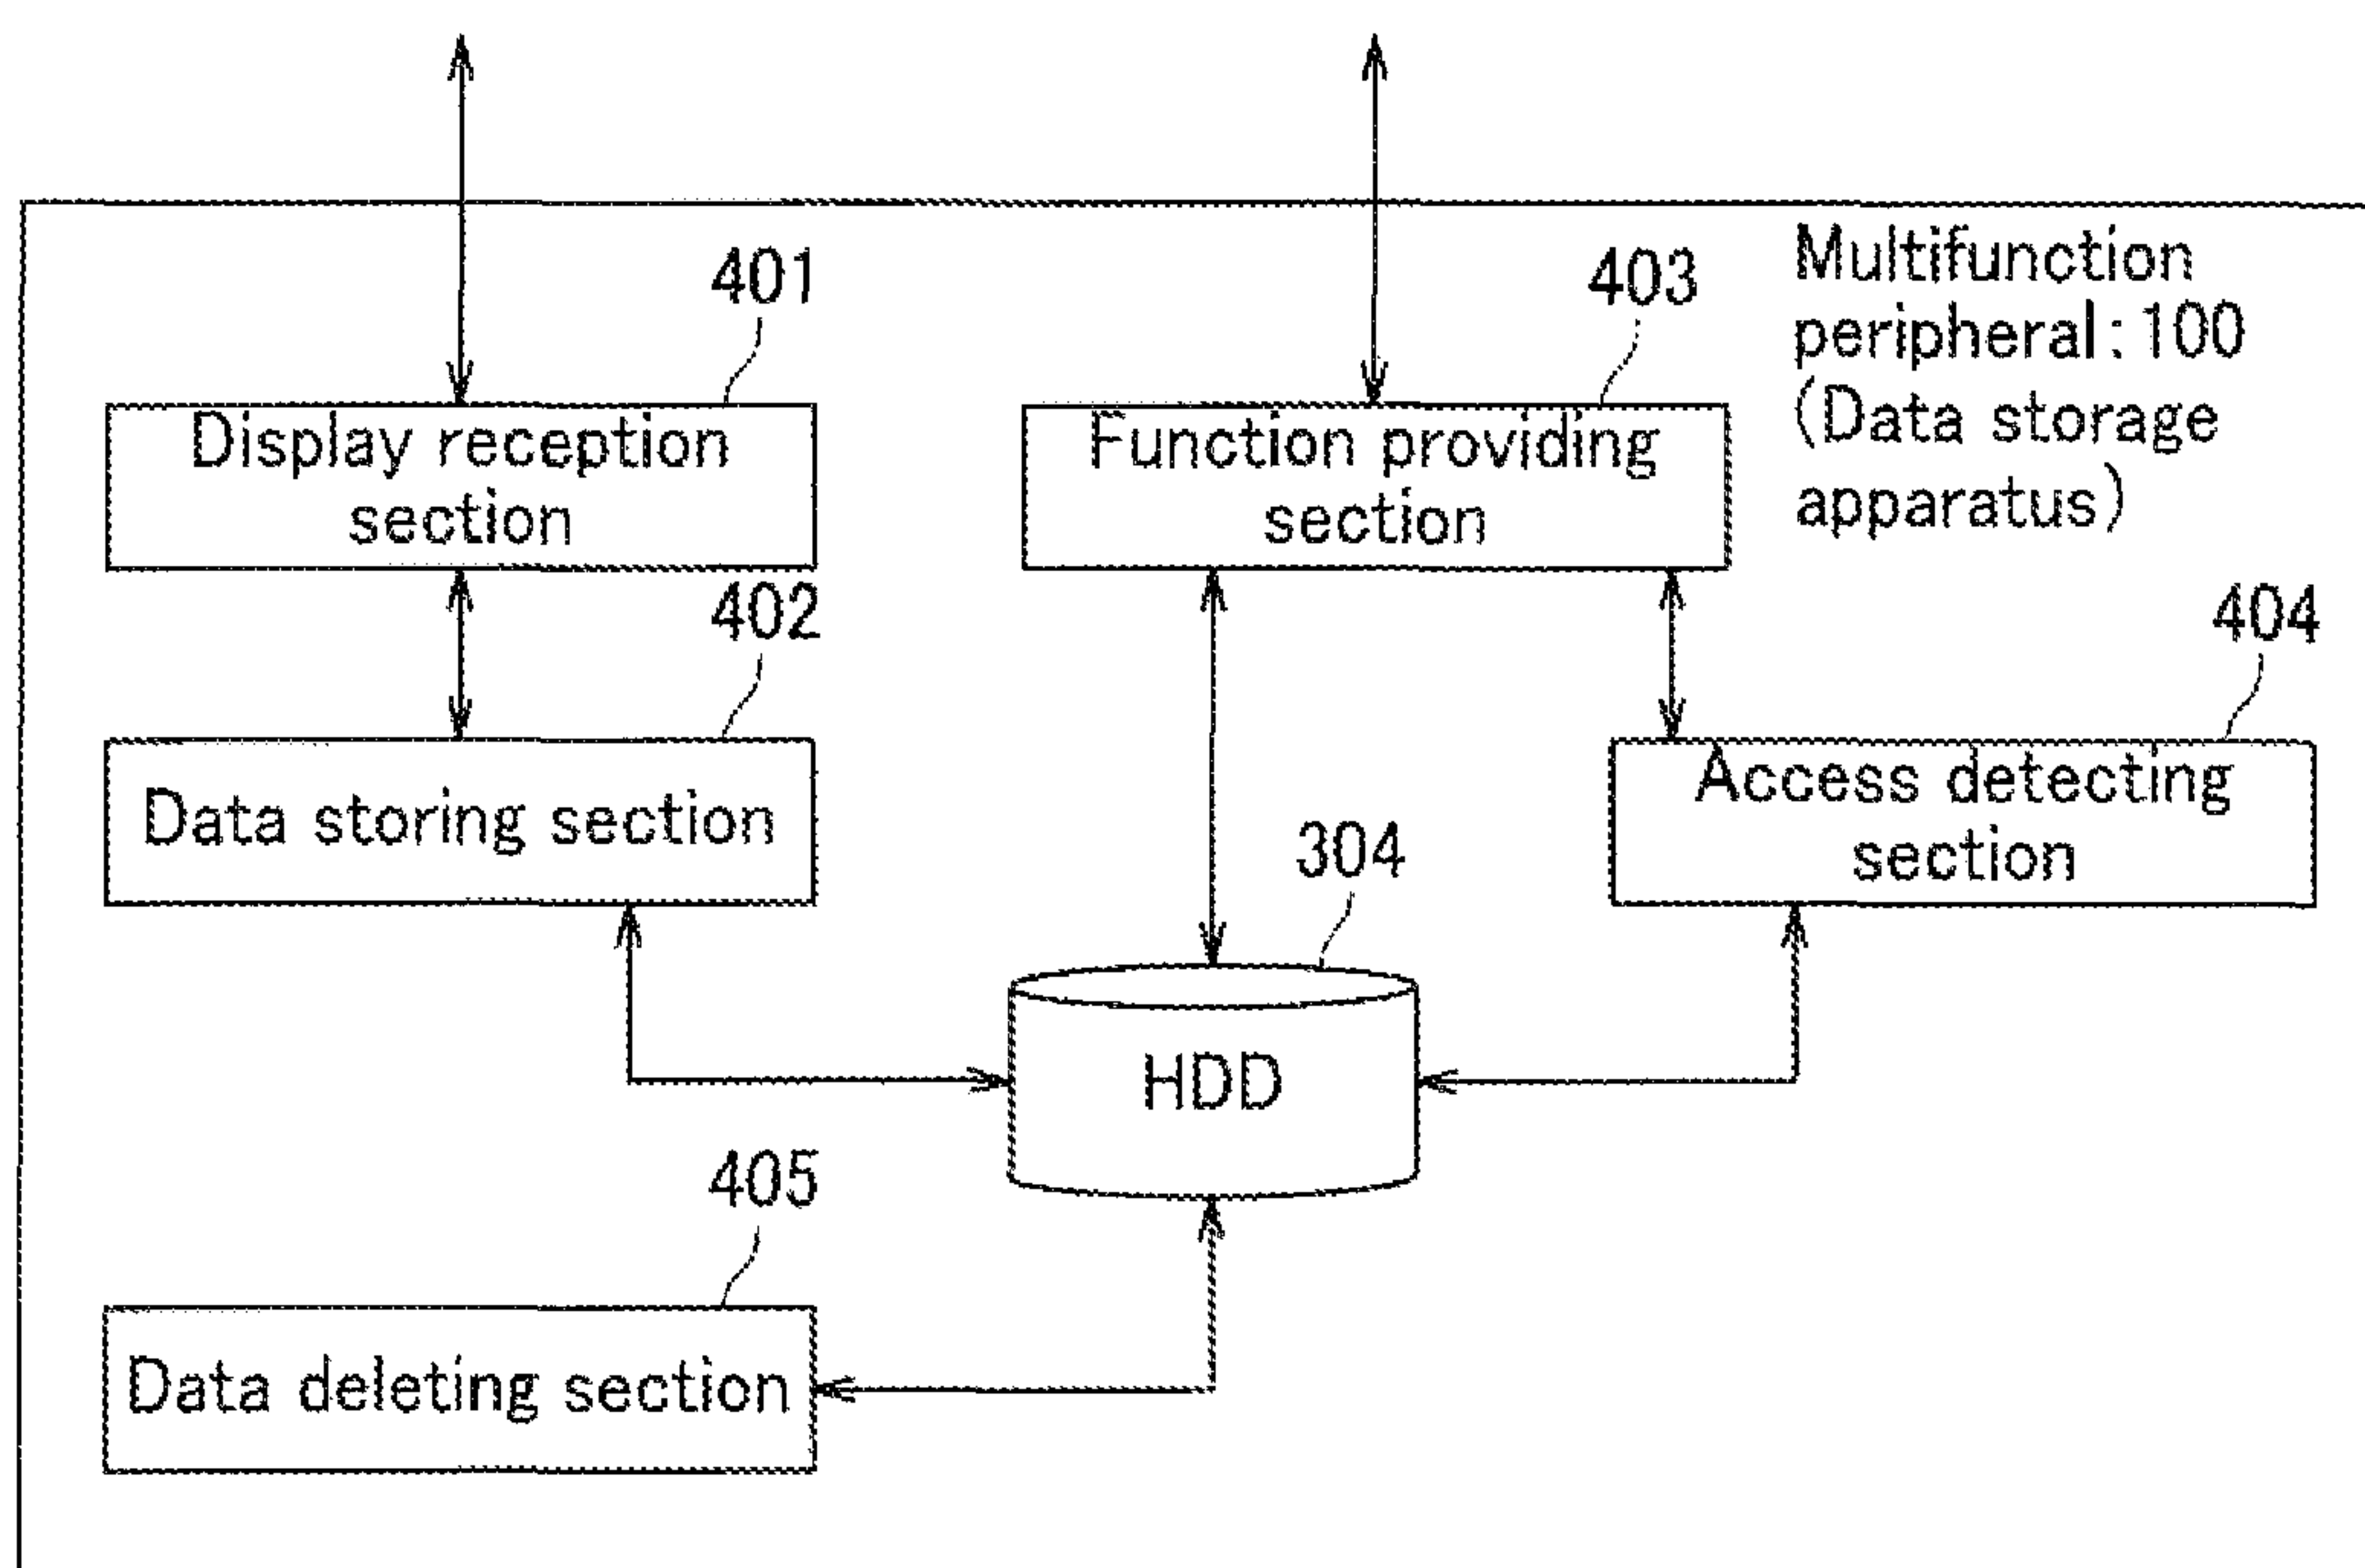 401
403
Multifunction
peripheral:100
(Data storage
apparatus)
Display reception
section
Function providing
section
402
404
Data storing section
Access detecting
section
304
HDD
405
Data deleting section